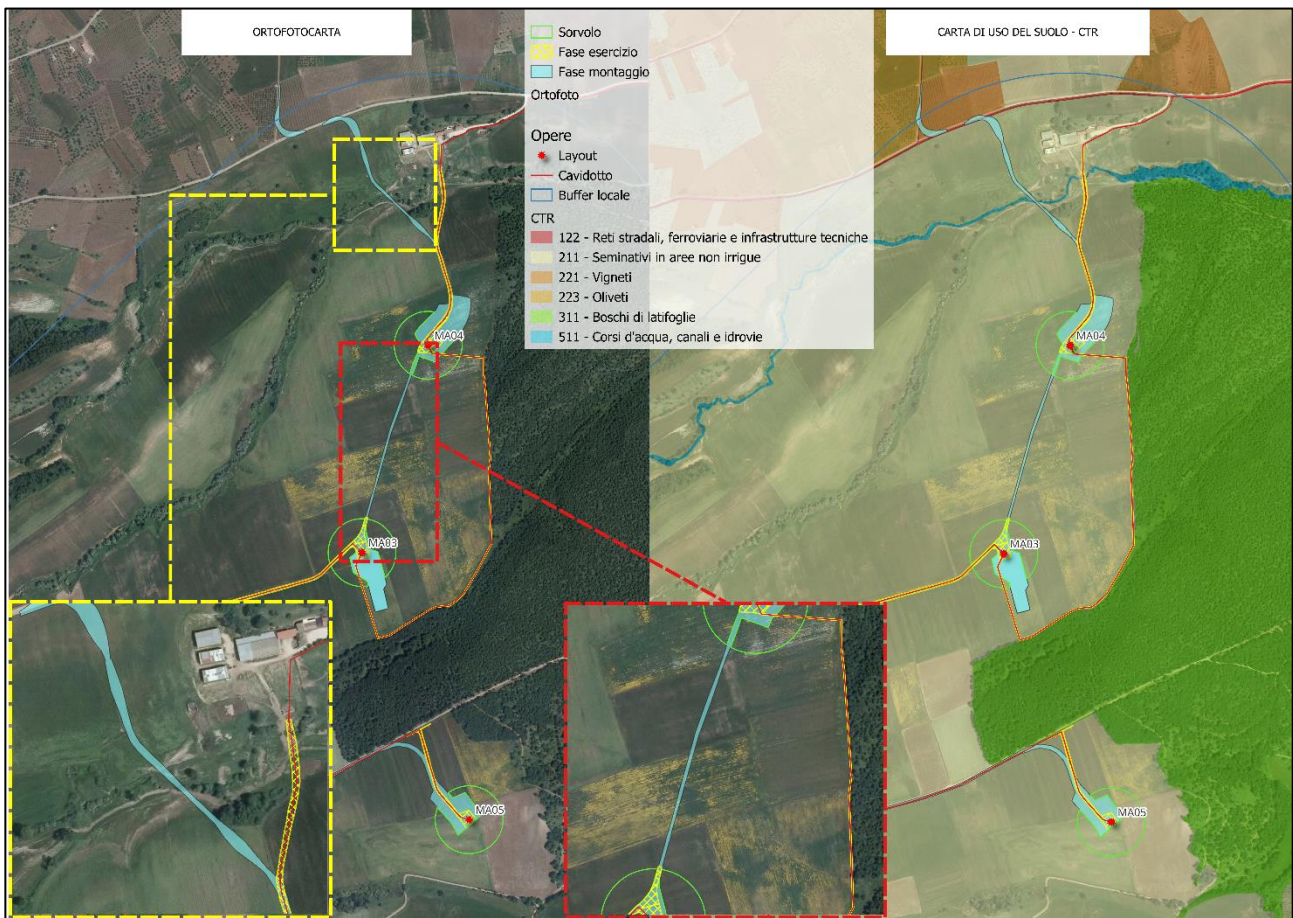 ORTOFOTOCARTA
Sorvolo
Fase esercizio
Fase montaggio
Ortofoto
Opere
Layout
Cavidotto
Buffer locale
CTR
122 - Reti stradali, ferroviarie e infrastrutture tecniche
211 - Seminativi in aree non irrigue
221 - Vigneti
223 - Oliveti
311 - Boschi di latifoglie
511 - Corsi d'acqua, canali e idrovie
CARTA DI USO DEL SUOLO - CTR
MA04
MA03
MA05
MA04
MA03
MA05